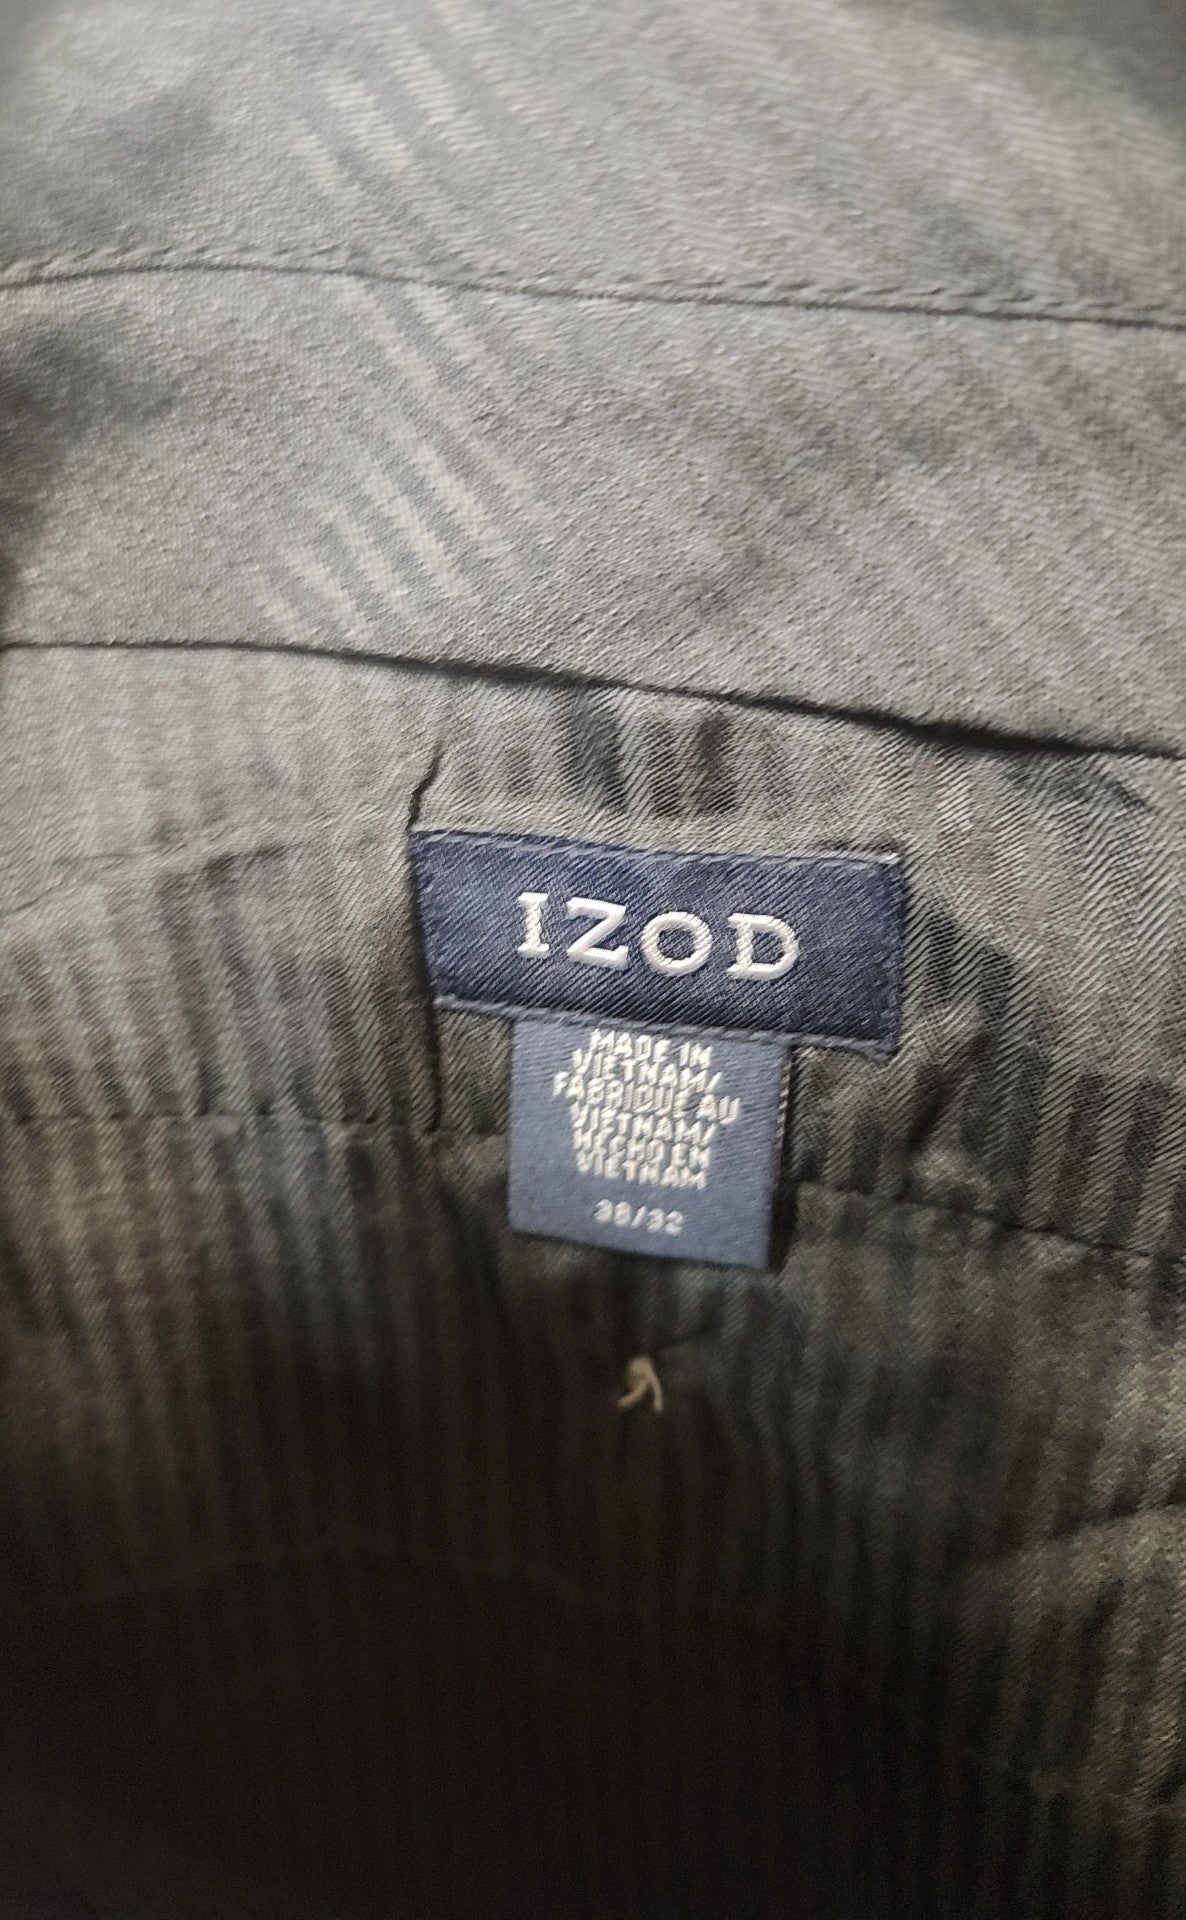 IZOD
MADE IN
VIETNAM/
FABRIQUE AU
VIETNAM/
HECHO EN
VIETNAM
38/32